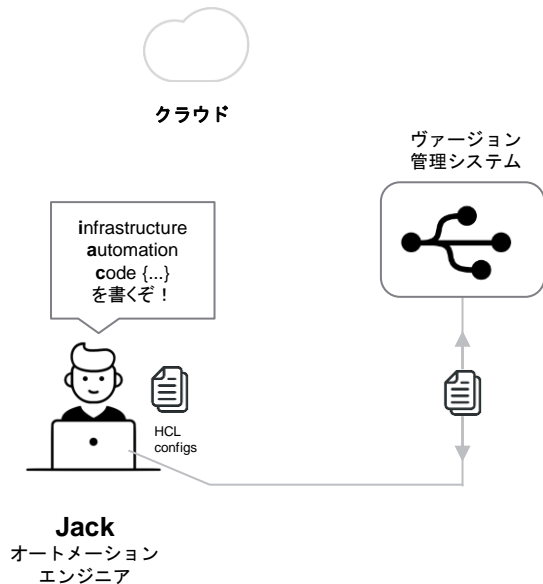 クラウド
ヴァージョン
管理システム
infrastructure
automation
code {...}
を書くぞ！
HCL
configs
Jack
オートメーション
エンジニア